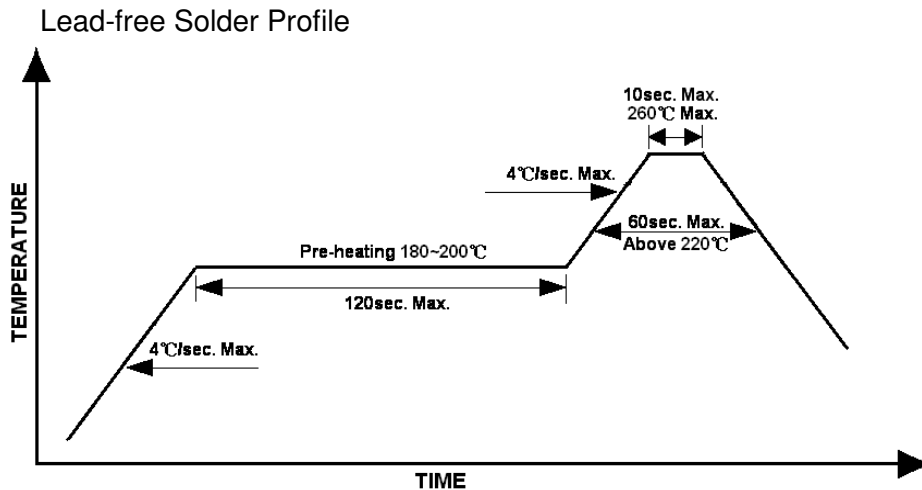 Lead-free Solder Profile
10sec. Max.
260℃ Max.
4℃/sec. Max.
60sec. Max.
Above 220℃
Pre-heating 180~200℃
120sec. Max.
4℃/sec. Max.
TEMPERATURE
TIME